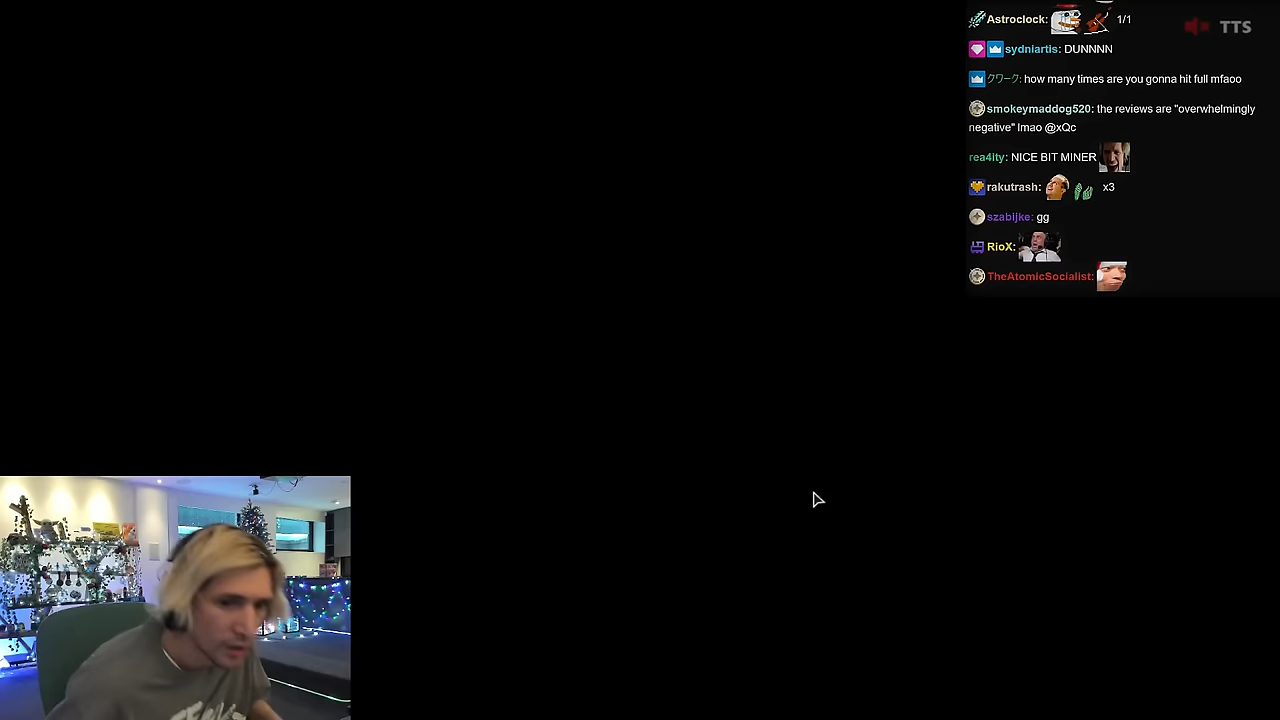 Astroclock: 1/1
TTS
sydniartis: DUNNNN
クワーク: how many times are you gonna hit full mfaoo
smokeymaddog520: the reviews are "overwhelmingly
negative" lmao @xQc
rea4ity: NICE BIT MINER
rakutrash: x3
szabijke: gg
RioX:
TheAtomicSocialist: